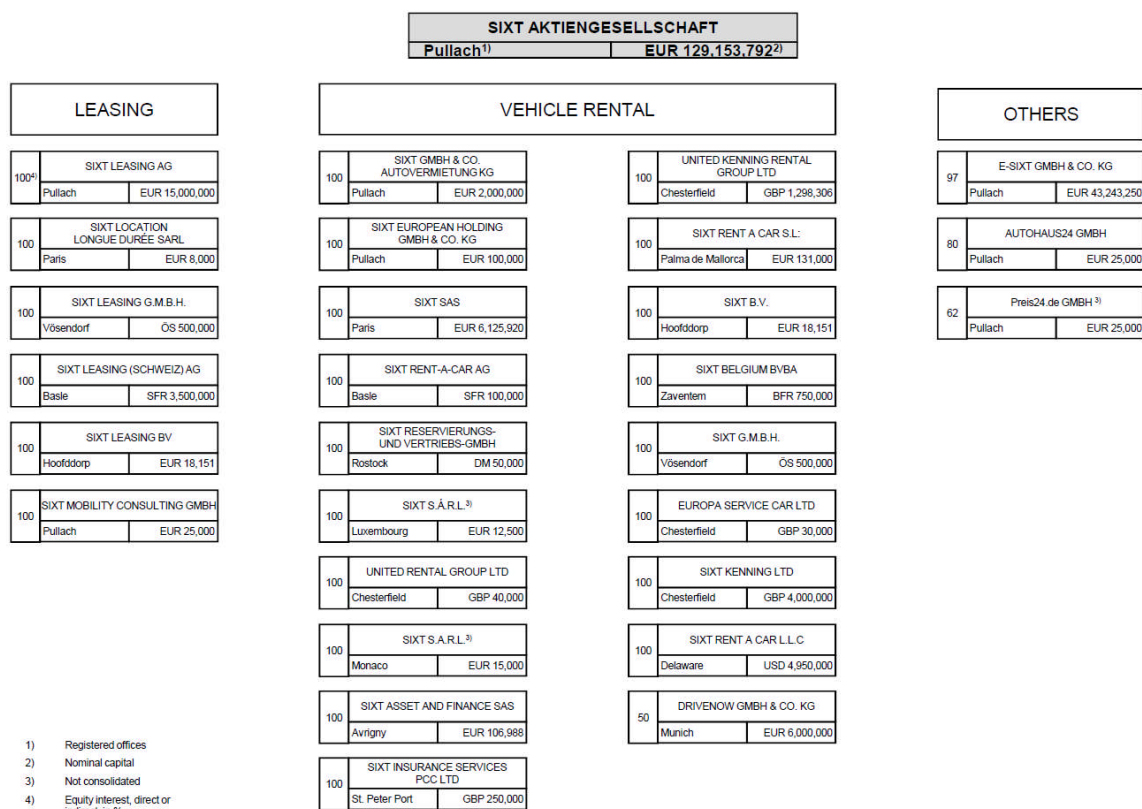 SIXT AKTIENGESELLSCHAFT
Pullach1) EUR 129,153,7922)
LEASING
1004) SIXT LEASING AG
Pullach EUR 15,000,000
100 SIXT LOCATION
LONGUE DURÉE SARL
Paris EUR 8,000
100 SIXT LEASING G.M.B.H.
Vösendorf ÖS 500,000
100 SIXT LEASING (SCHWEIZ) AG
Basle SFR 3,500,000
100 SIXT LEASING BV
Hoofddorp EUR 18,151
100 SIXT MOBILITY CONSULTING GMBH
Pullach EUR 25,000
VEHICLE RENTAL
100 SIXT GMBH & CO.
AUTOVERMIETUNG KG
Pullach EUR 2,000,000
100 SIXT EUROPEAN HOLDING
GMBH & CO. KG
Pullach EUR 100,000
100 SIXT SAS
Paris EUR 6,125,920
100 SIXT RENT-A-CAR AG
Basle SFR 100,000
100 SIXT RESERVIERUNGS-
UND VERTRIEBS-GMBH
Rostock DM 50,000
100 SIXT S.À.R.L.3)
Luxembourg EUR 12,500
100 UNITED RENTAL GROUP LTD
Chesterfield GBP 40,000
100 SIXT S.A.R.L.3)
Monaco EUR 15,000
100 SIXT ASSET AND FINANCE SAS
Avrigny EUR 106,988
100 SIXT INSURANCE SERVICES
PCC LTD
St. Peter Port GBP 250,000
100 UNITED KENNING RENTAL
GROUP LTD
Chesterfield GBP 1,298,306
100 SIXT RENT A CAR S.L:
Palma de Mallorca EUR 131,000
100 SIXT B.V.
Hoofddorp EUR 18,151
100 SIXT BELGIUM BVBA
Zaventem BFR 750,000
100 SIXT G.M.B.H.
Vösendorf ÖS 500,000
100 EUROPA SERVICE CAR LTD
Chesterfield GBP 30,000
100 SIXT KENNING LTD
Chesterfield GBP 4,000,000
100 SIXT RENT A CAR L.L.C
Delaware USD 4,950,000
50 DRIVENOW GMBH & CO. KG
Munich EUR 6,000,000
OTHERS
97 E-SIXT GMBH & CO. KG
Pullach EUR 43,243,250
80 AUTOHAUS24 GMBH
Pullach EUR 25,000
62 Preis24.de GMBH 3)
Pullach EUR 25,000
1) Registered offices
2) Nominal capital
3) Not consolidated
4) Equity interest, direct or